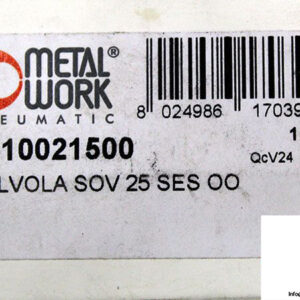 METAL®
WORK
EUMATIC
8 024986 17039
10021500
1
QcV24
LVOLA SOV 25 SES OO